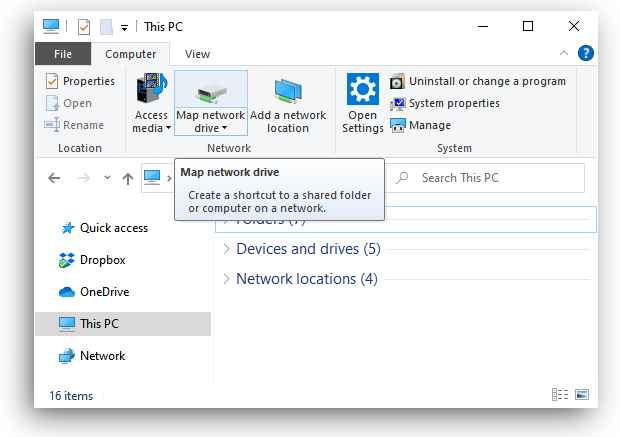 This PC
File
Computer
View
Properties
Open
Rename
Location
Access
media
Map network
drive
Add a network
location
Network
Open
Settings
Uninstall or change a program
System properties
Manage
System
Search This PC
Map network drive
Create a shortcut to a shared folder
or computer on a network.
Quick access
Dropbox
OneDrive
This PC
Network
Folders (7)
Devices and drives (5)
Network locations (4)
16 items